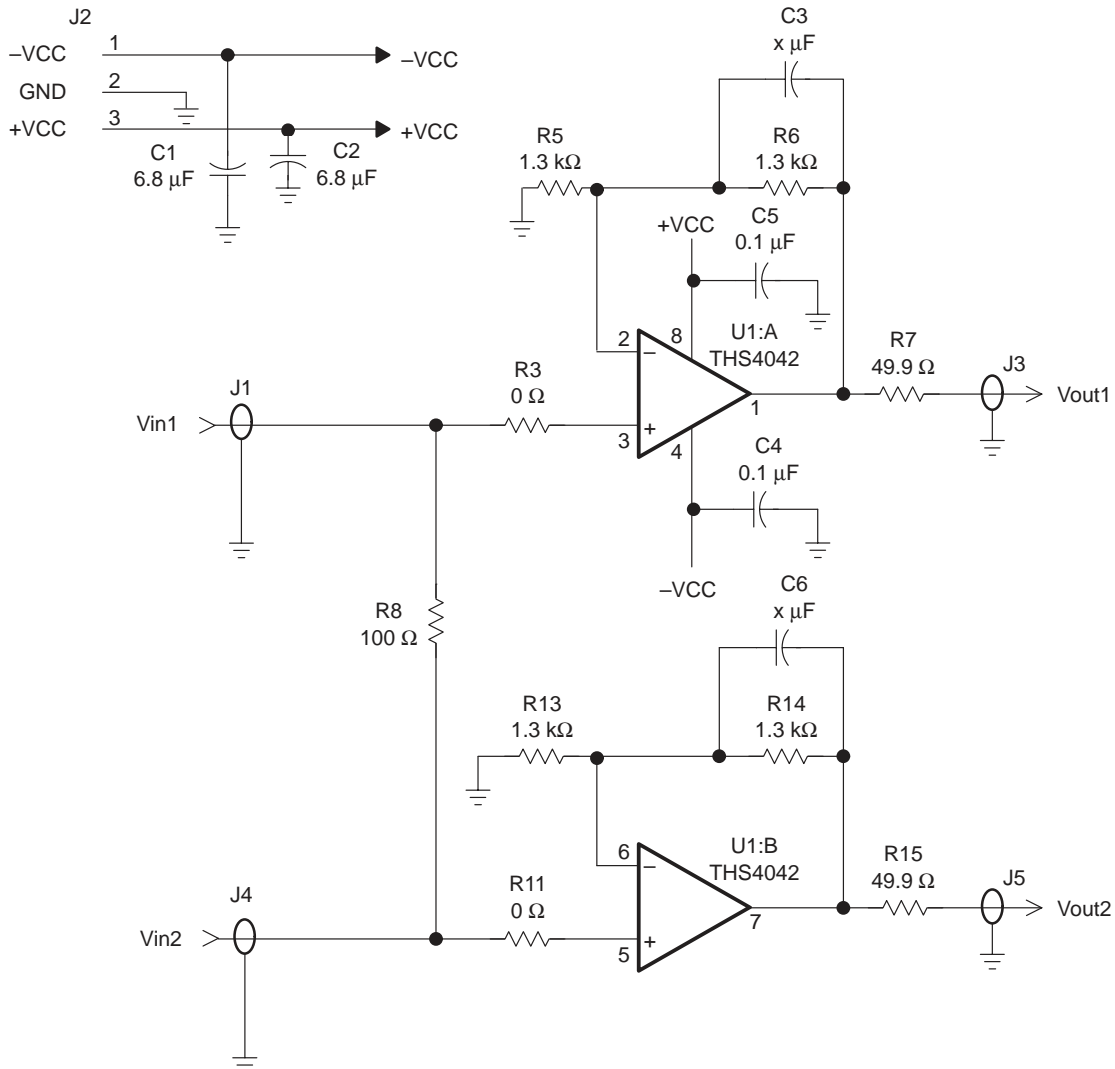 J2
–VCC
1
–VCC
GND
2
+VCC
3
+VCC
C1
6.8 µF
C2
6.8 µF
C3
x µF
R5
1.3 kΩ
R6
1.3 kΩ
+VCC
C5
0.1 µF
2
–
8
U1:A
THS4042
R3
0 Ω
3
+
4
1
R7
49.9 Ω
J3
Vout1
J1
Vin1
C4
0.1 µF
–VCC
R8
100 Ω
C6
x µF
R13
1.3 kΩ
R14
1.3 kΩ
6
–
U1:B
THS4042
R11
0 Ω
5
+
7
R15
49.9 Ω
J5
Vout2
J4
Vin2